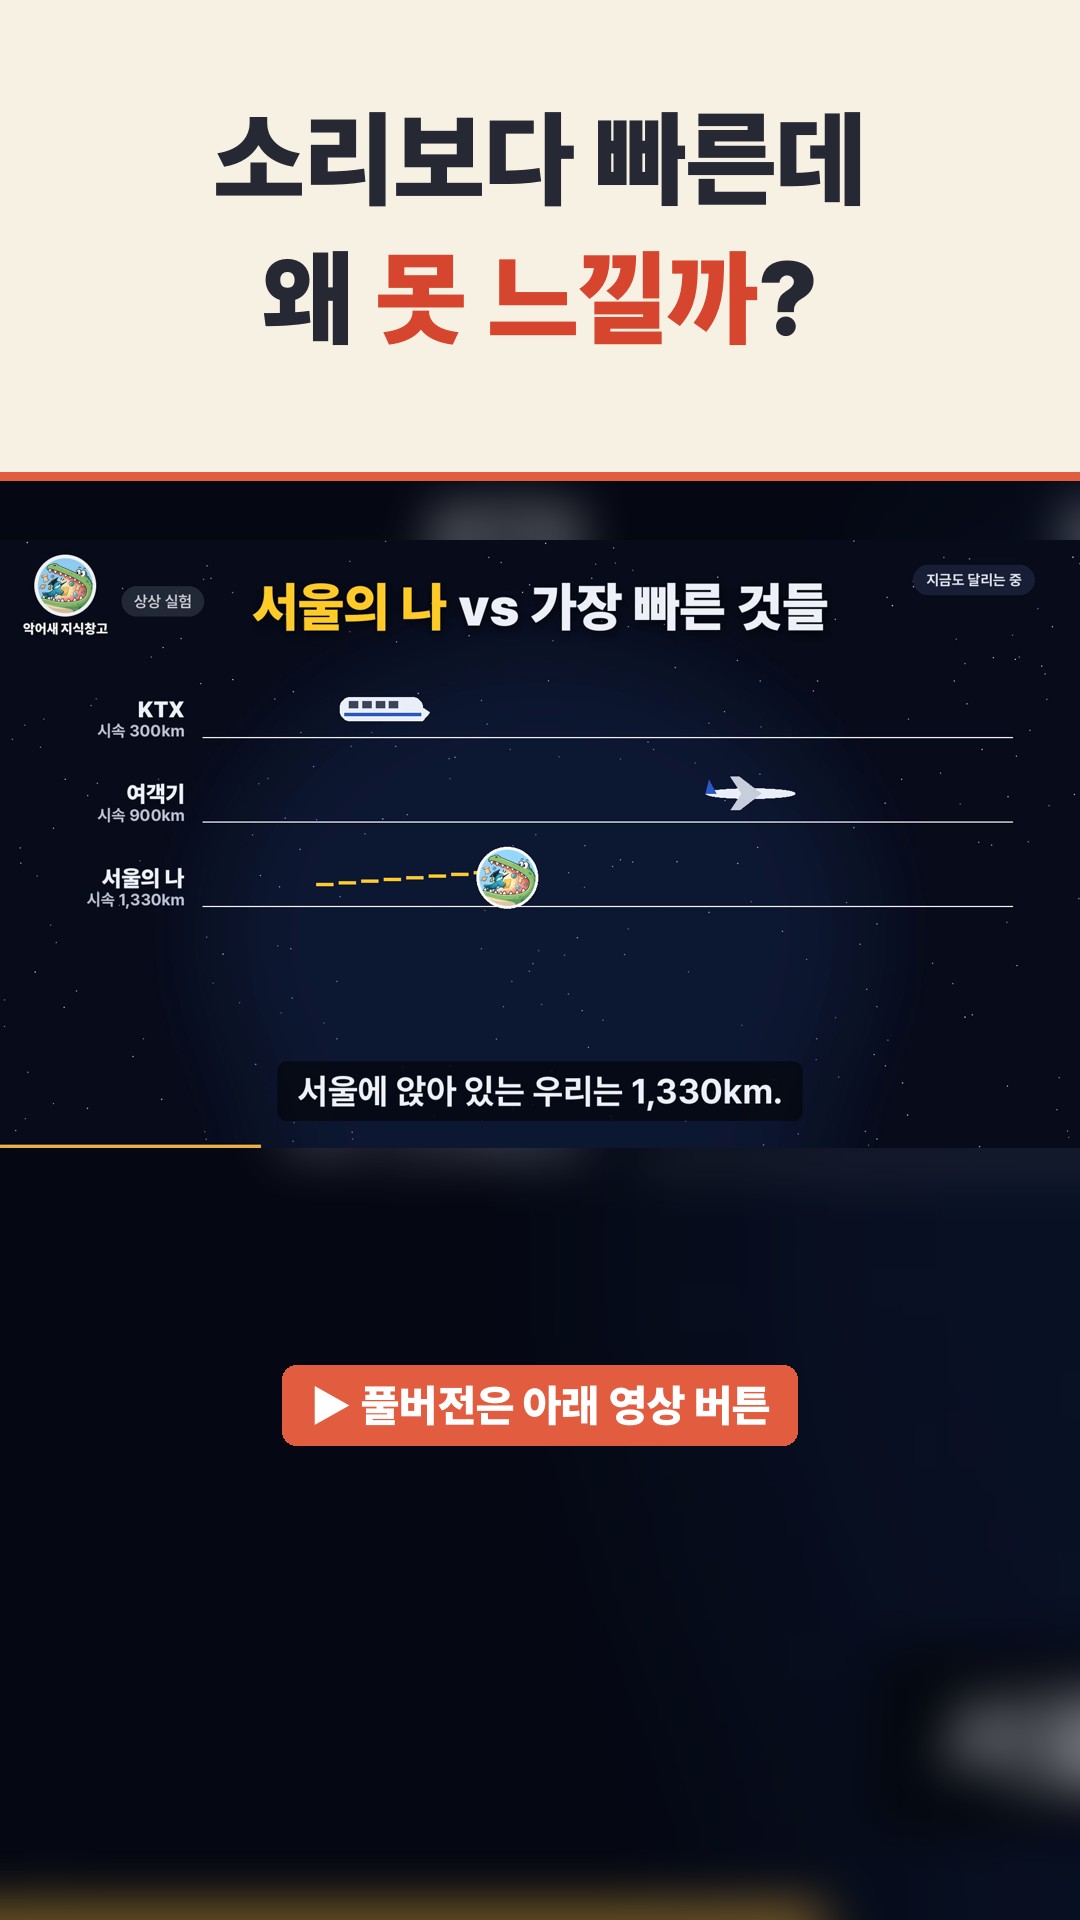 소리보다 빠른데
왜 못 느낄까?
악어새 지식창고
상상 실험
서울의 나 vs 가장 빠른 것들
지금도 달리는 중
KTX
시속 300km
여객기
시속 900km
서울의 나
시속 1,330km
서울에 앉아 있는 우리는 1,330km.
▶ 풀버전은 아래 영상 버튼